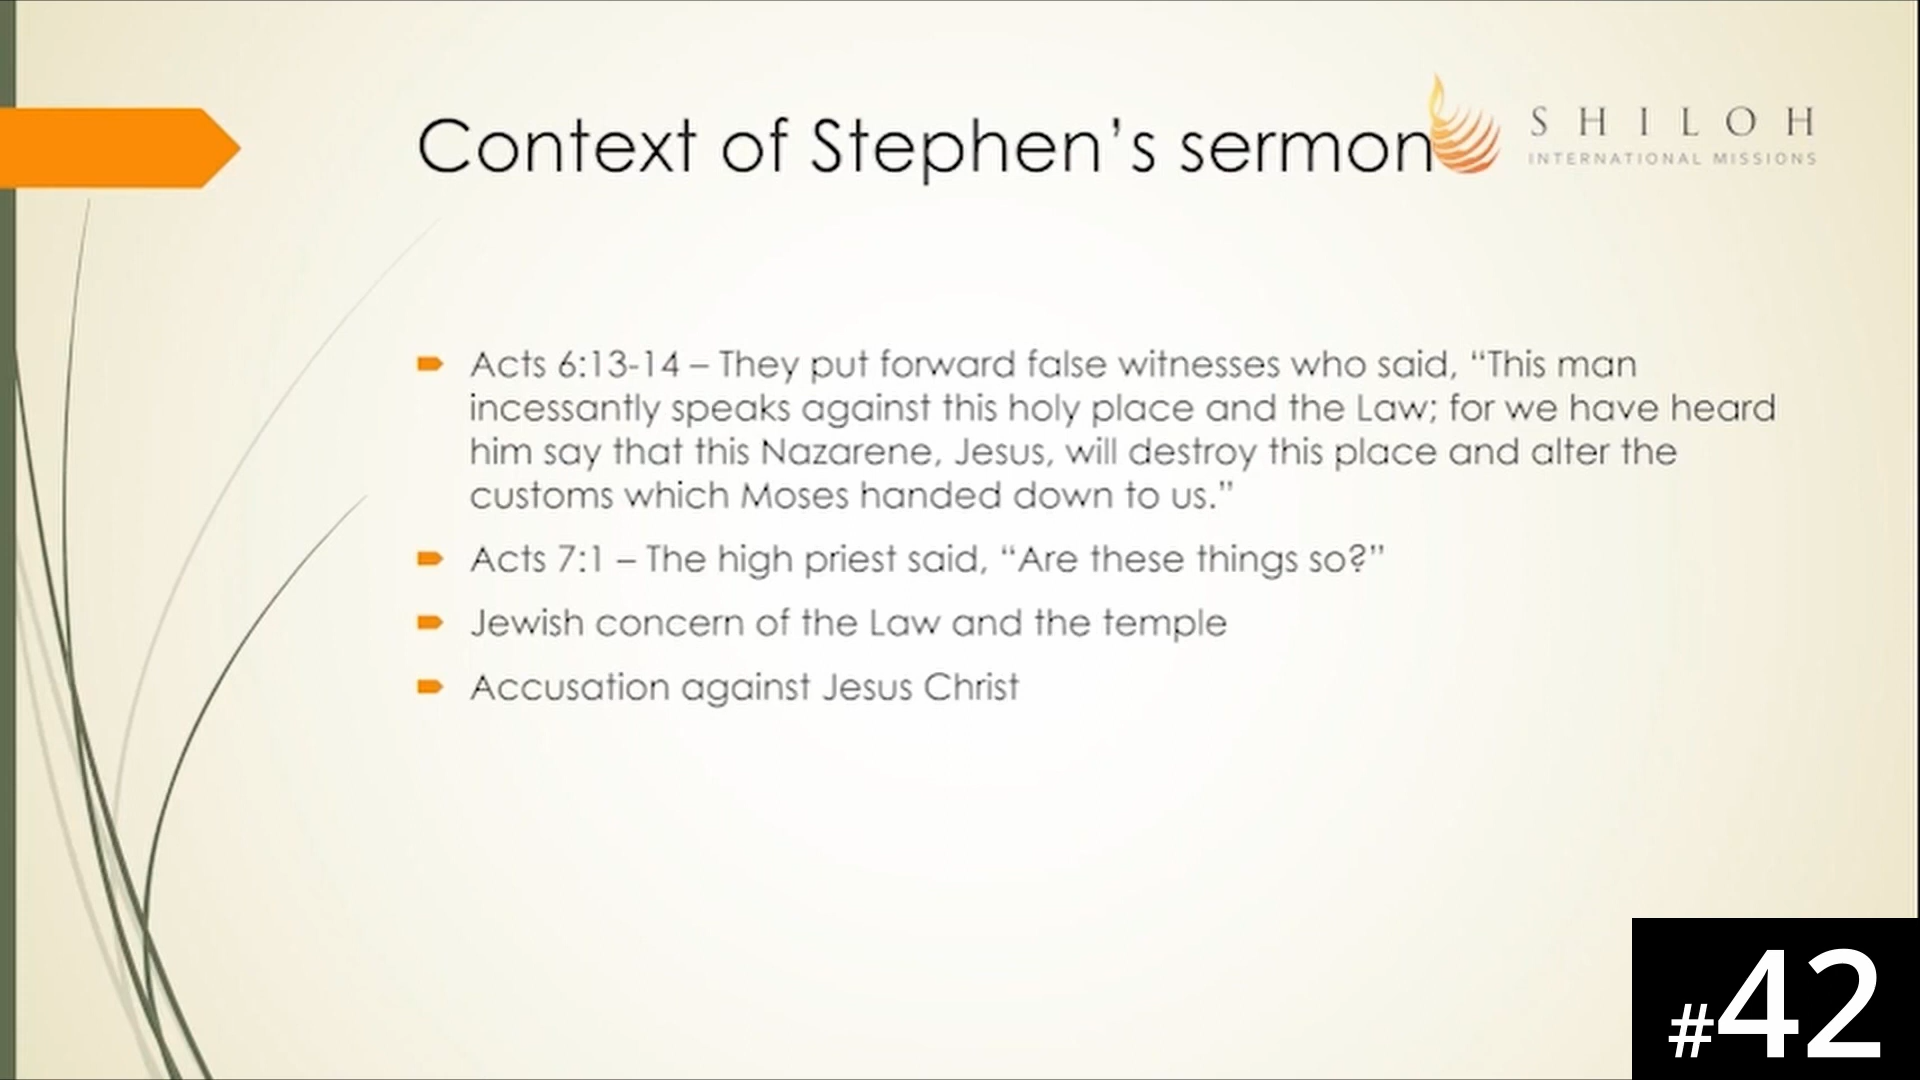 Context of Stephen’s sermon
SHILOH
INTERNATIONAL MISSIONS
Acts 6:13-14 – They put forward false witnesses who said, “This man
incessantly speaks against this holy place and the Law; for we have heard
him say that this Nazarene, Jesus, will destroy this place and alter the
customs which Moses handed down to us.”
Acts 7:1 – The high priest said, “Are these things so?”
Jewish concern of the Law and the temple
Accusation against Jesus Christ
#42